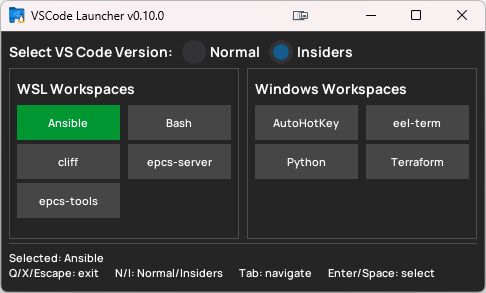 VSCode Launcher v0.10.0
Select VS Code Version: Normal Insiders
WSL Workspaces
Ansible Bash
cliff epcs-server
epcs-tools
Windows Workspaces
AutoHotKey eel-term
Python Terraform
Selected: Ansible
Q/X/Escape: exit N/I: Normal/Insiders Tab: navigate Enter/Space: select